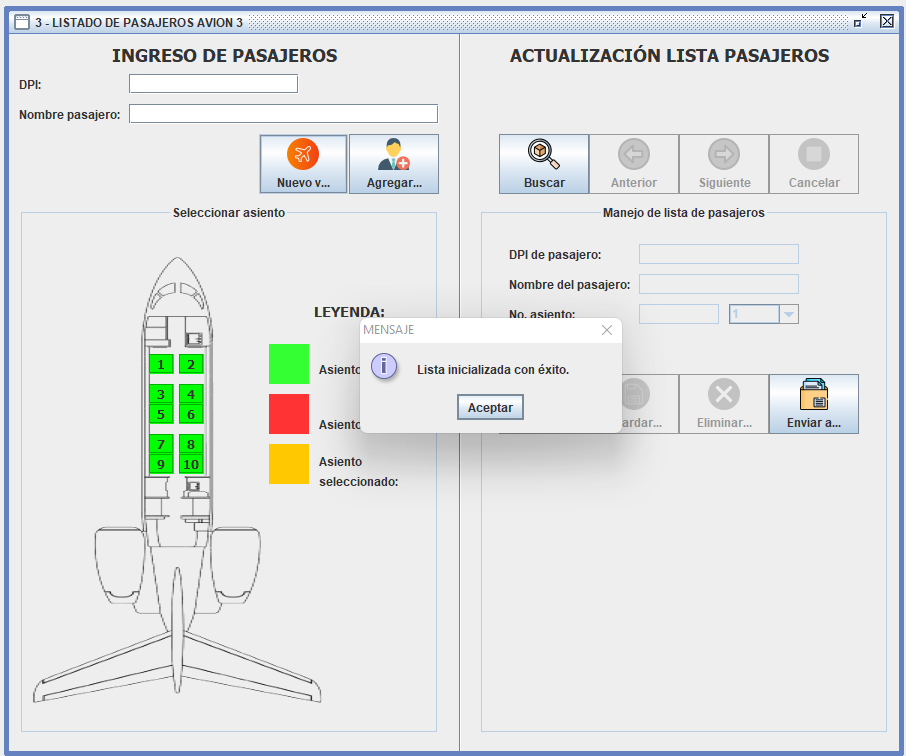 3 - LISTADO DE PASAJEROS AVION 3
INGRESO DE PASAJEROS
DPI:
Nombre pasajero:
Nuevo v...
Agregar...
Seleccionar asiento
1 2
3 4
5 6
7 8
9 10
LEYENDA:
Asiento
Asiento
Asiento
seleccionado:
ACTUALIZACIÓN LISTA PASAJEROS
Buscar
Anterior
Siguiente
Cancelar
Manejo de lista de pasajeros
DPI de pasajero:
Nombre del pasajero:
No. asiento:
1
ardar...
Eliminar...
Enviar a...
MENSAJE
Lista inicializada con éxito.
Aceptar